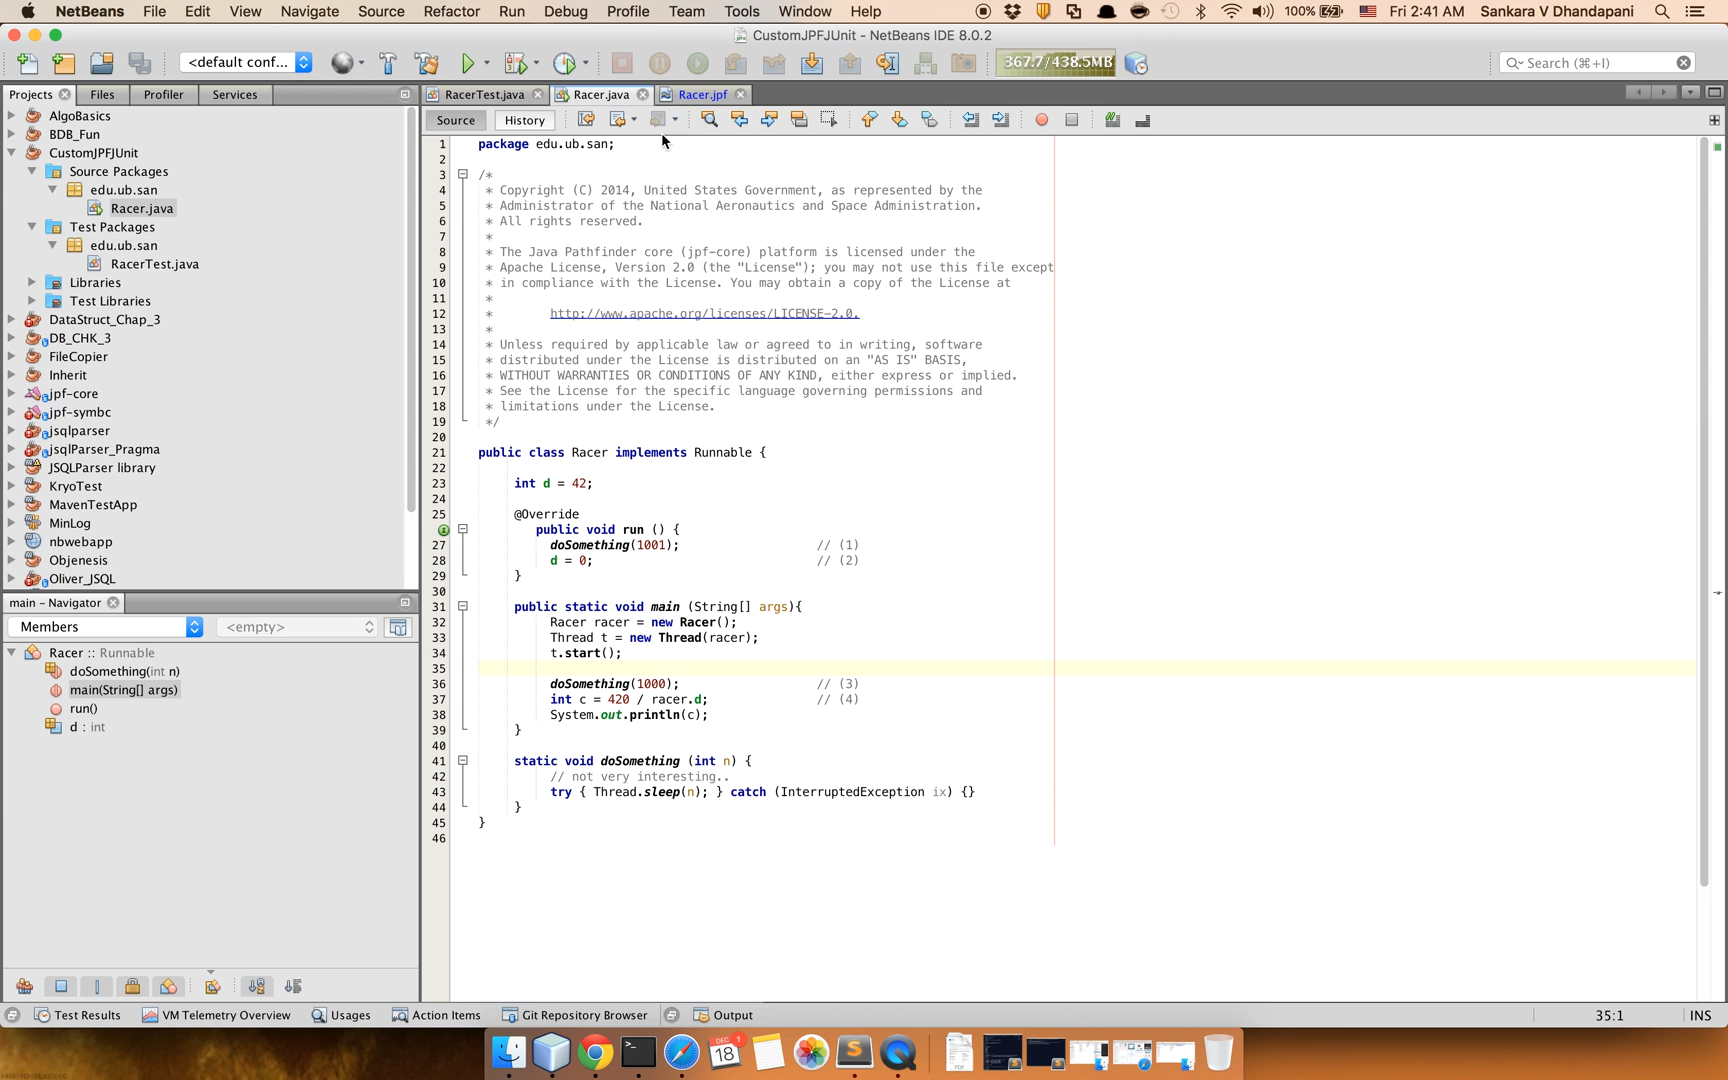 NetBeans File Edit View Navigate Source Refactor Run Debug Profile Team Tools Window Help 100% Fri 2:41 AM Sankara V Dhandapani
CustomJPFJUnit - NetBeans IDE 8.0.2
<default conf... 367.7/438.5MB Search (⌘+I)
Projects Files Profiler Services
RacerTest.java Racer.java Racer.jpf
Source History
AlgoBasics
BDB_Fun
CustomJPFJUnit
Source Packages
edu.ub.san
Racer.java
Test Packages
edu.ub.san
RacerTest.java
Libraries
Test Libraries
DataStruct_Chap_3
DB_CHK_3
FileCopier
Inherit
jpf-core
jpf-symbc
jsqlparser
jsqlParser_Pragma
JSQLParser library
KryoTest
MavenTestApp
MinLog
nbwebapp
Objenesis
Oliver_JSQL
main - Navigator
Members <empty>
Racer :: Runnable
doSomething(int n)
main(String[] args)
run()
d : int
1 package edu.ub.san;
2
3 /*
4 * Copyright (C) 2014, United States Government, as represented by the
5 * Administrator of the National Aeronautics and Space Administration.
6 * All rights reserved.
7 *
8 * The Java Pathfinder core (jpf-core) platform is licensed under the
9 * Apache License, Version 2.0 (the "License"); you may not use this file except
10 * in compliance with the License. You may obtain a copy of the License at
11 *
12 * http://www.apache.org/licenses/LICENSE-2.0.
13 *
14 * Unless required by applicable law or agreed to in writing, software
15 * distributed under the License is distributed on an "AS IS" BASIS,
16 * WITHOUT WARRANTIES OR CONDITIONS OF ANY KIND, either express or implied.
17 * See the License for the specific language governing permissions and
18 * limitations under the License.
19 */
20
21 public class Racer implements Runnable {
22
23 int d = 42;
24
25 @Override
public void run () {
27 doSomething(1001); // (1)
28 d = 0; // (2)
29 }
30
31 public static void main (String[] args){
32 Racer racer = new Racer();
33 Thread t = new Thread(racer);
34 t.start();
35
36 doSomething(1000); // (3)
37 int c = 420 / racer.d; // (4)
38 System.out.println(c);
39 }
40
41 static void doSomething (int n) {
42 // not very interesting..
43 try { Thread.sleep(n); } catch (InterruptedException ix) {}
44 }
45 }
46
Test Results VM Telemetry Overview Usages Action Items Git Repository Browser Output 35:1 INS
DEC 1
18
PDF